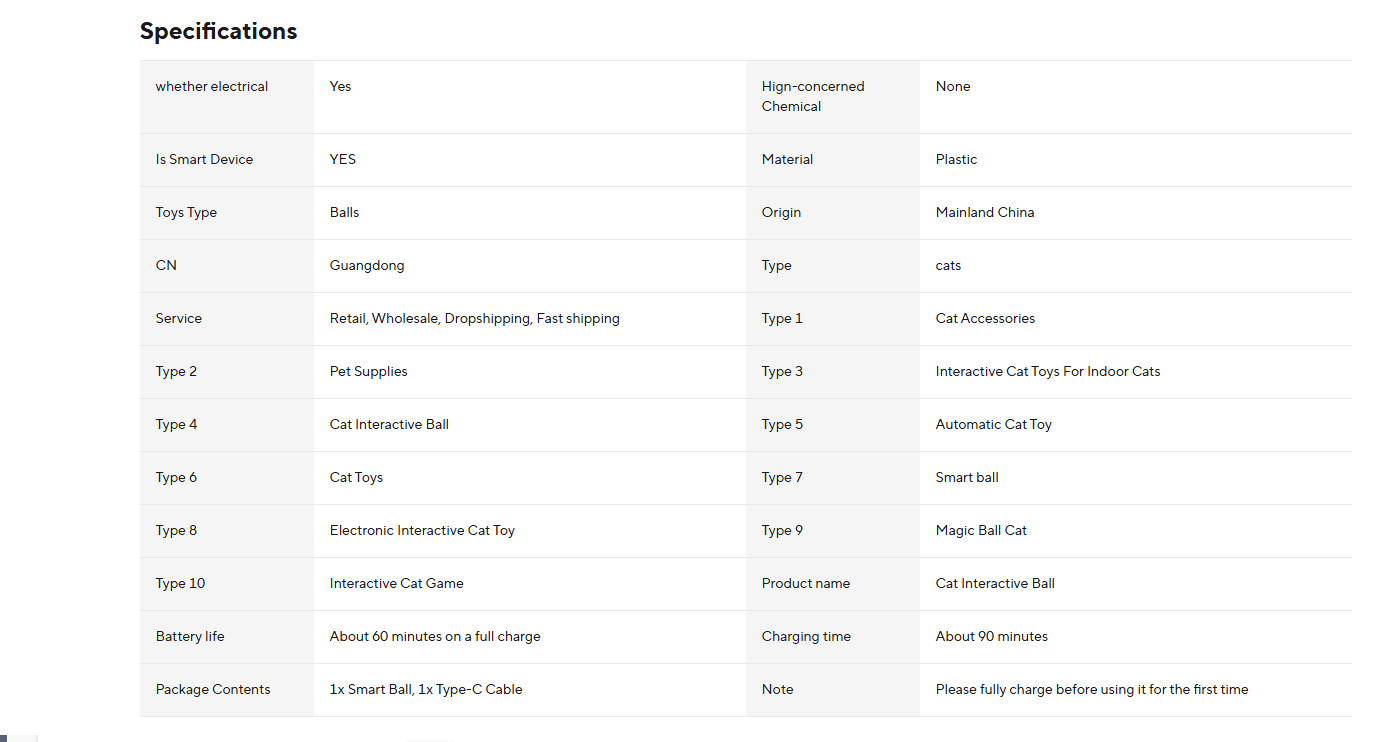 Specifications
whether electrical Yes Hign-concerned None
Chemical
Is Smart Device YES Material Plastic
Toys Type Balls Origin Mainland China
CN Guangdong Type cats
Service Retail, Wholesale, Dropshipping, Fast shipping Type 1 Cat Accessories
Type 2 Pet Supplies Type 3 Interactive Cat Toys For Indoor Cats
Type 4 Cat Interactive Ball Type 5 Automatic Cat Toy
Type 6 Cat Toys Type 7 Smart ball
Type 8 Electronic Interactive Cat Toy Type 9 Magic Ball Cat
Type 10 Interactive Cat Game Product name Cat Interactive Ball
Battery life About 60 minutes on a full charge Charging time About 90 minutes
Package Contents 1x Smart Ball, 1x Type-C Cable Note Please fully charge before using it for the first time